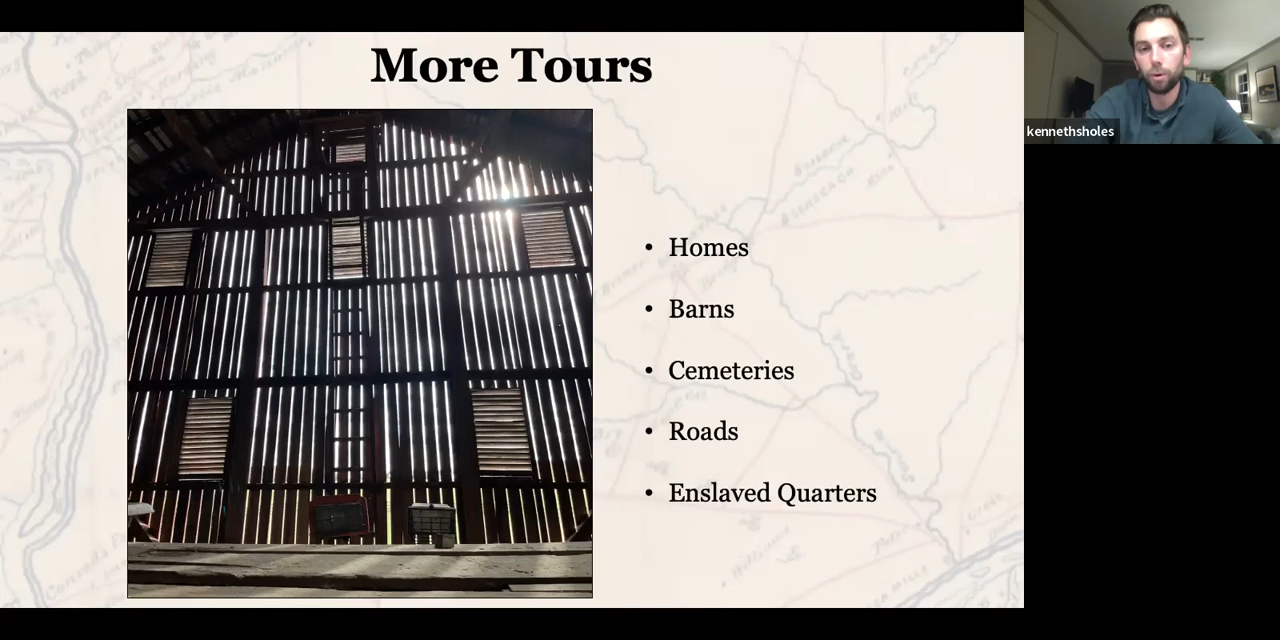 More Tours
kennethsholes
• Homes
• Barns
• Cemeteries
• Roads
• Enslaved Quarters